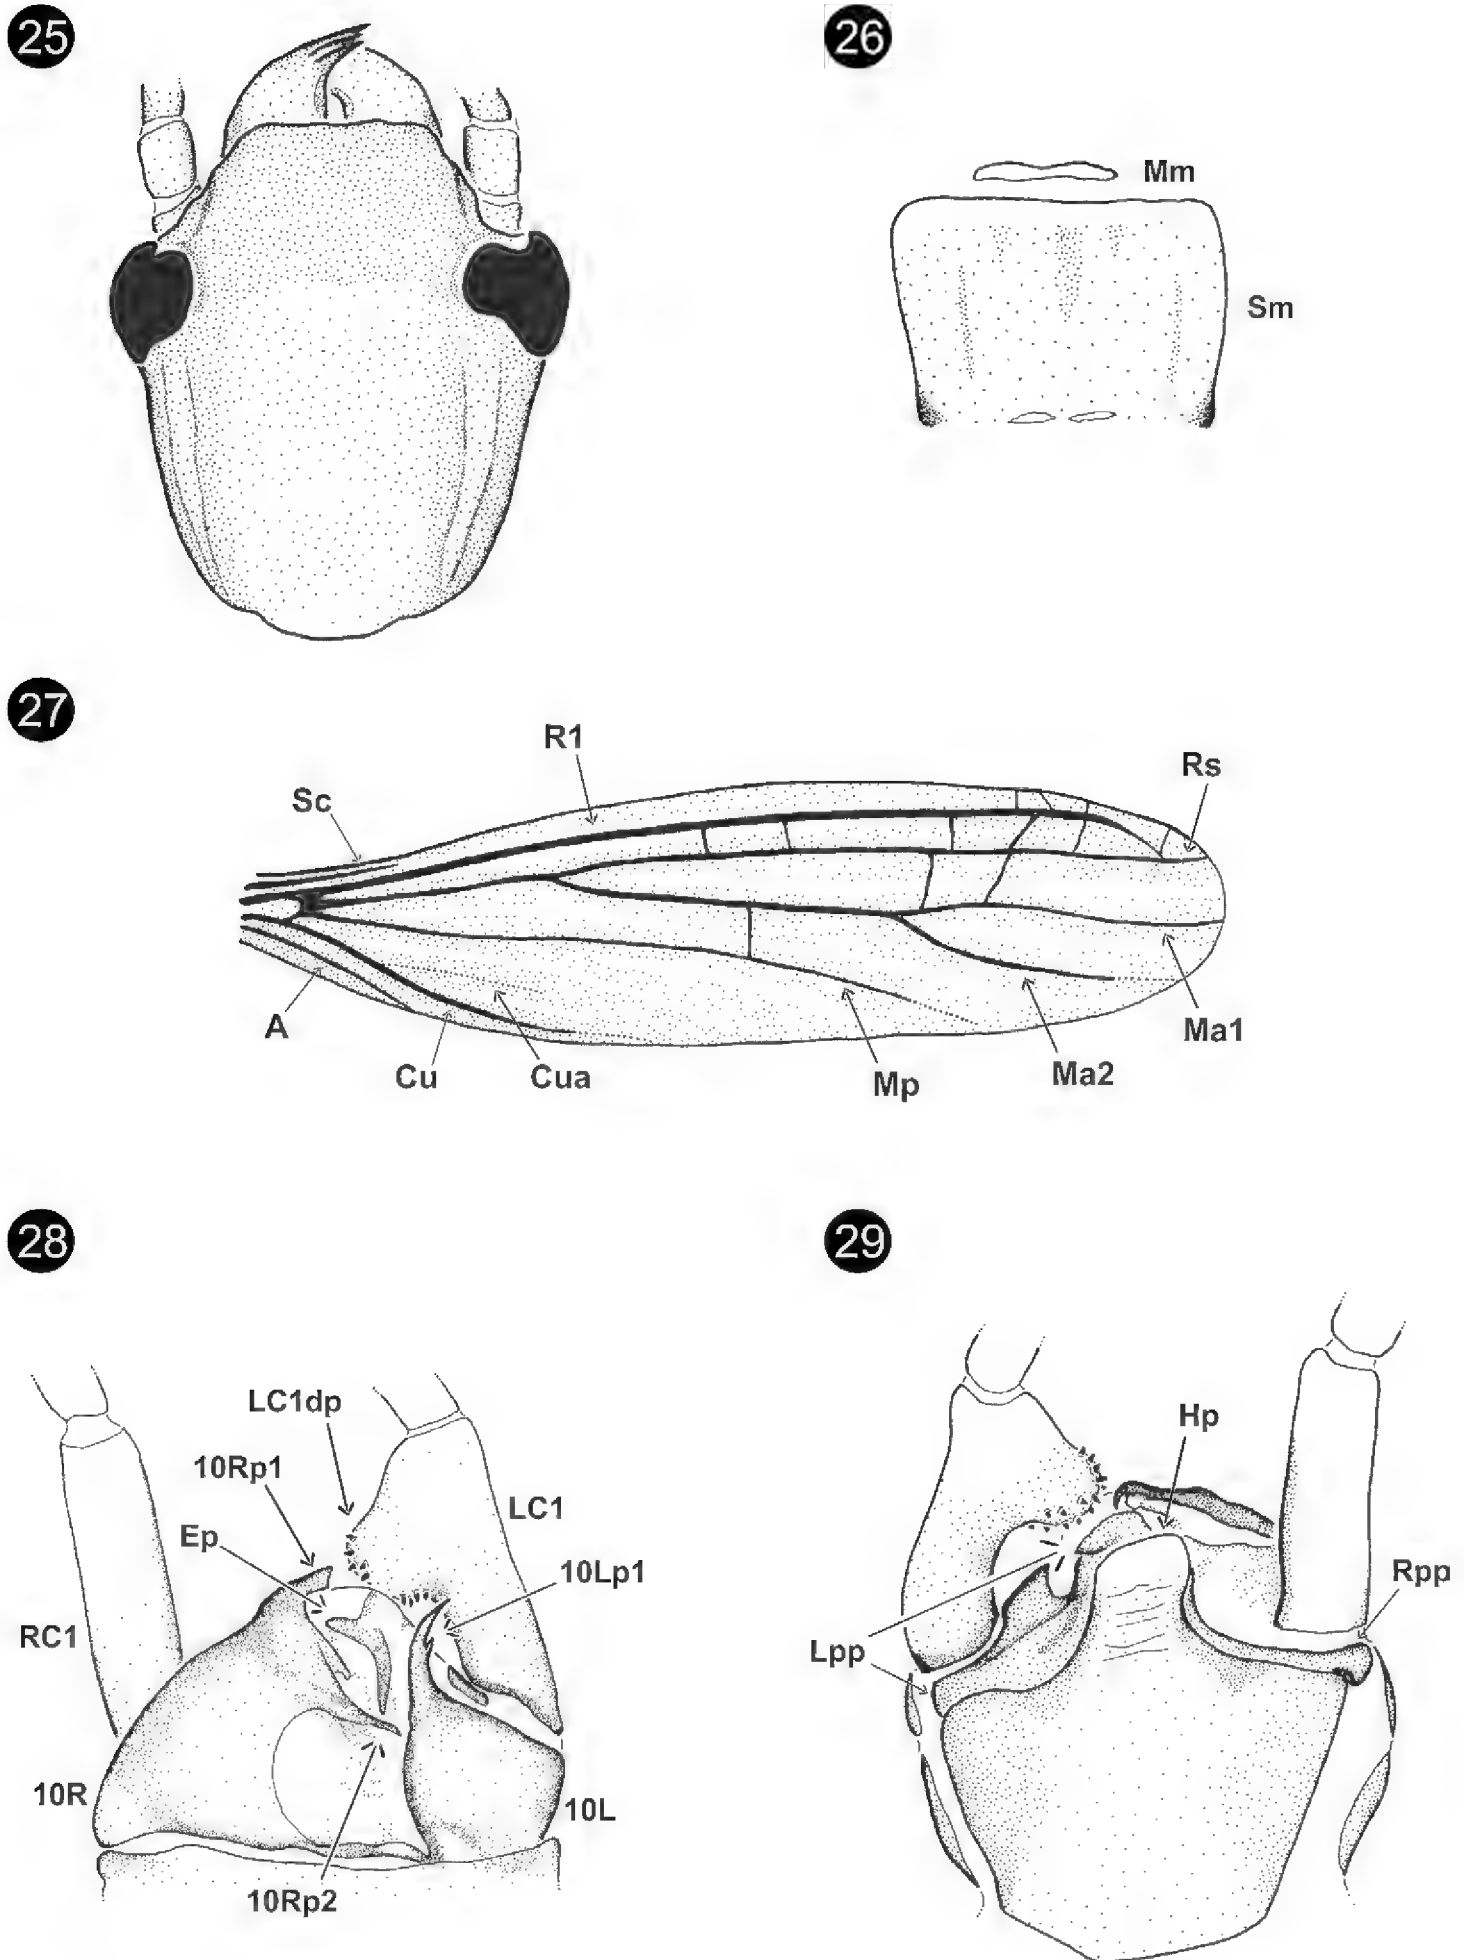 25
26
Mm
Sm
27
R1
Rs
Sc
A
Cu
Cua
Mp
Ma2
Ma1
28
29
LC1dp
10Rp1
Ep
LC1
10Lp1
RC1
10R
10L
10Rp2
Hp
Rpp
Lpp